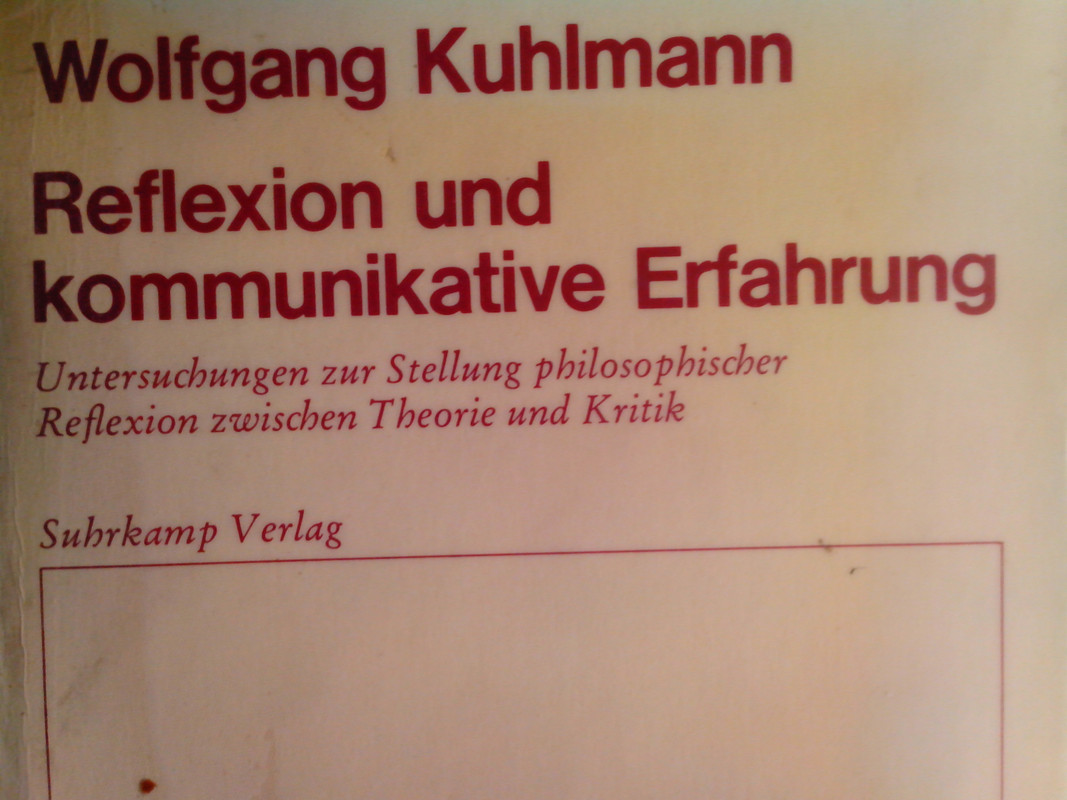 Wolfgang Kuhlmann
Reflexion und
kommunikative Erfahrung
Untersuchungen zur Stellung philosophischer
Reflexion zwischen Theorie und Kritik
Suhrkamp Verlag